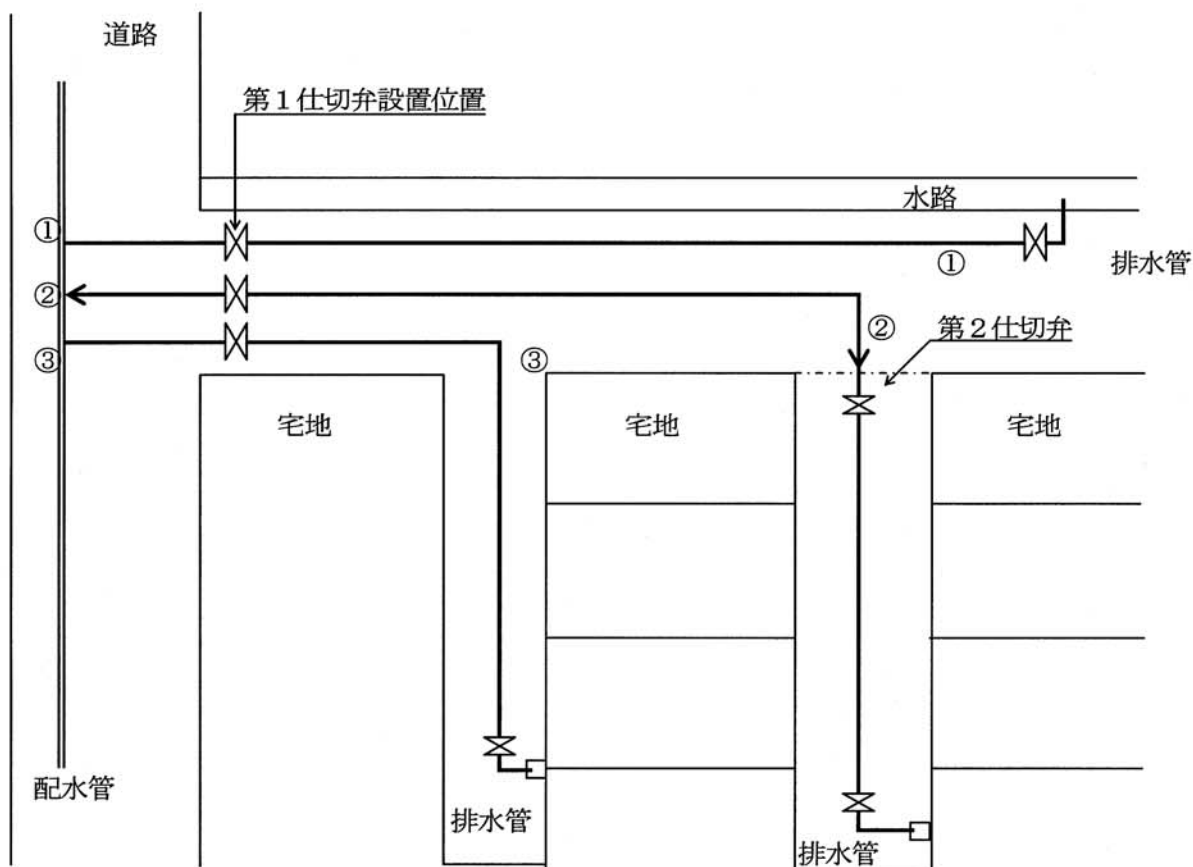 道路
第1仕切弁設置位置
水路
①
①
排水管
②
②
第2仕切弁
③
③
宅地
宅地
宅地
配水管
排水管
排水管